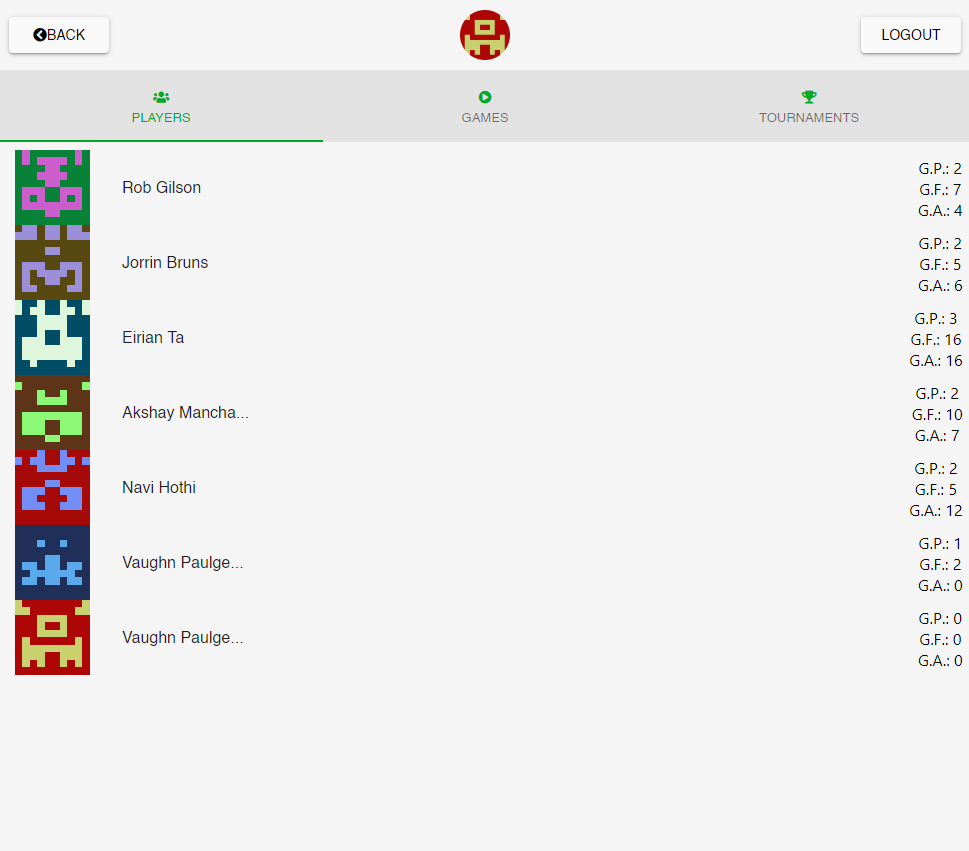 BACK
LOGOUT
PLAYERS
GAMES
TOURNAMENTS
Rob Gilson
G.P.: 2
G.F.: 7
G.A.: 4
Jorrin Bruns
G.P.: 2
G.F.: 5
G.A.: 6
Eirian Ta
G.P.: 3
G.F.: 16
G.A.: 16
Akshay Mancha...
G.P.: 2
G.F.: 10
G.A.: 7
Navi Hothi
G.P.: 2
G.F.: 5
G.A.: 12
Vaughn Paulge...
G.P.: 1
G.F.: 2
G.A.: 0
Vaughn Paulge...
G.P.: 0
G.F.: 0
G.A.: 0